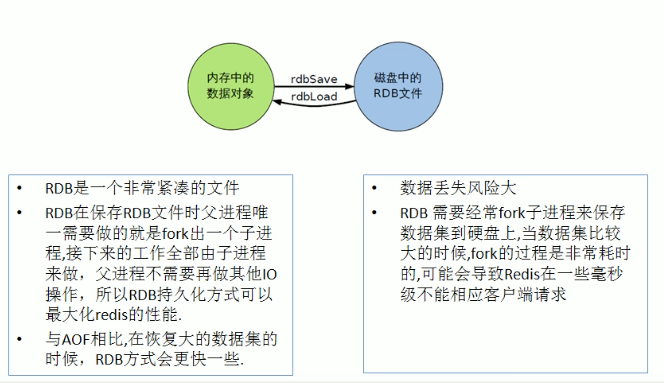 内存中的
数据对象
rdbSave
rdbLoad
磁盘中的
RDB文件
• RDB是一个非常紧凑的文件
• RDB在保存RDB文件时父进程唯
一需要做的就是fork出一个子进
程,接下来的工作全部由子进程
来做，父进程不需要再做其他IO
操作，所以RDB持久化方式可以
最大化redis的性能.
• 与AOF相比,在恢复大的数据集的
时候，RDB方式会更快一些.
• 数据丢失风险大
• RDB 需要经常fork子进程来保存
数据集到硬盘上,当数据集比较
大的时候,fork的过程是非常耗时
的,可能会导致Redis在一些毫秒
级不能相应客户端请求